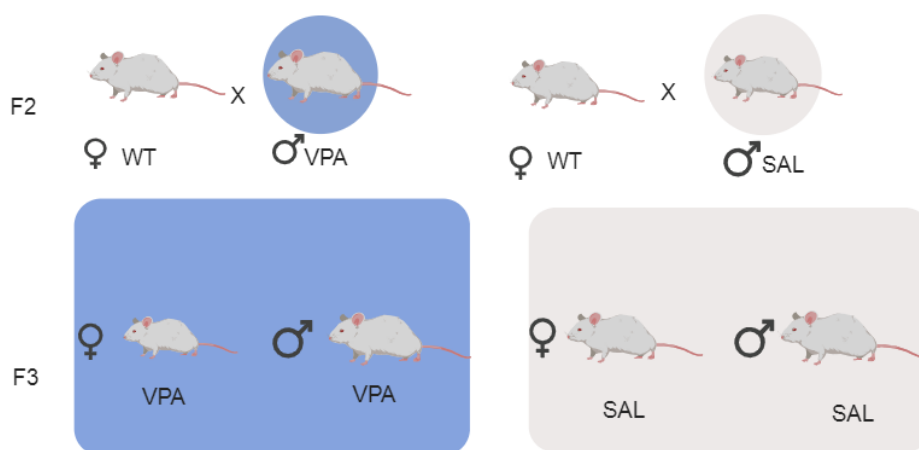 F2
X
X
♀ WT
♂ VPA
♀ WT
♂ SAL
F3
♀
♂
♀
♂
VPA
VPA
SAL
SAL